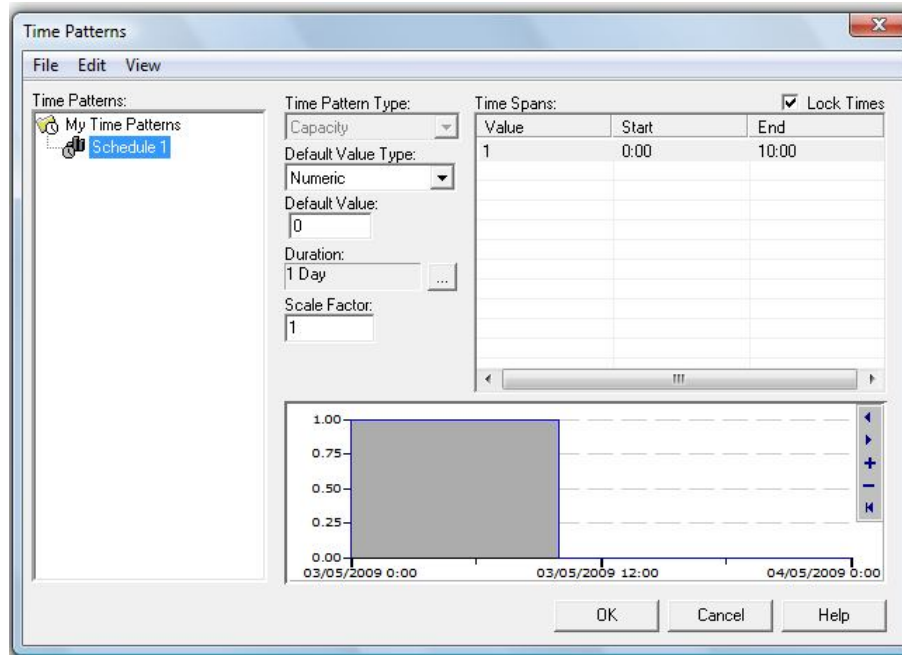 Time Patterns
File Edit View
Time Patterns:
My Time Patterns
Schedule 1
Time Pattern Type:
Capacity
Default Value Type:
Numeric
Default Value:
0
Duration:
1 Day
...
Scale Factor:
1
Time Spans:
Lock Times
Value Start End
1 0:00 10:00
1.00
0.75
0.50
0.25
0.00
03/05/2009 0:00 03/05/2009 12:00 04/05/2009 0:00
OK Cancel Help